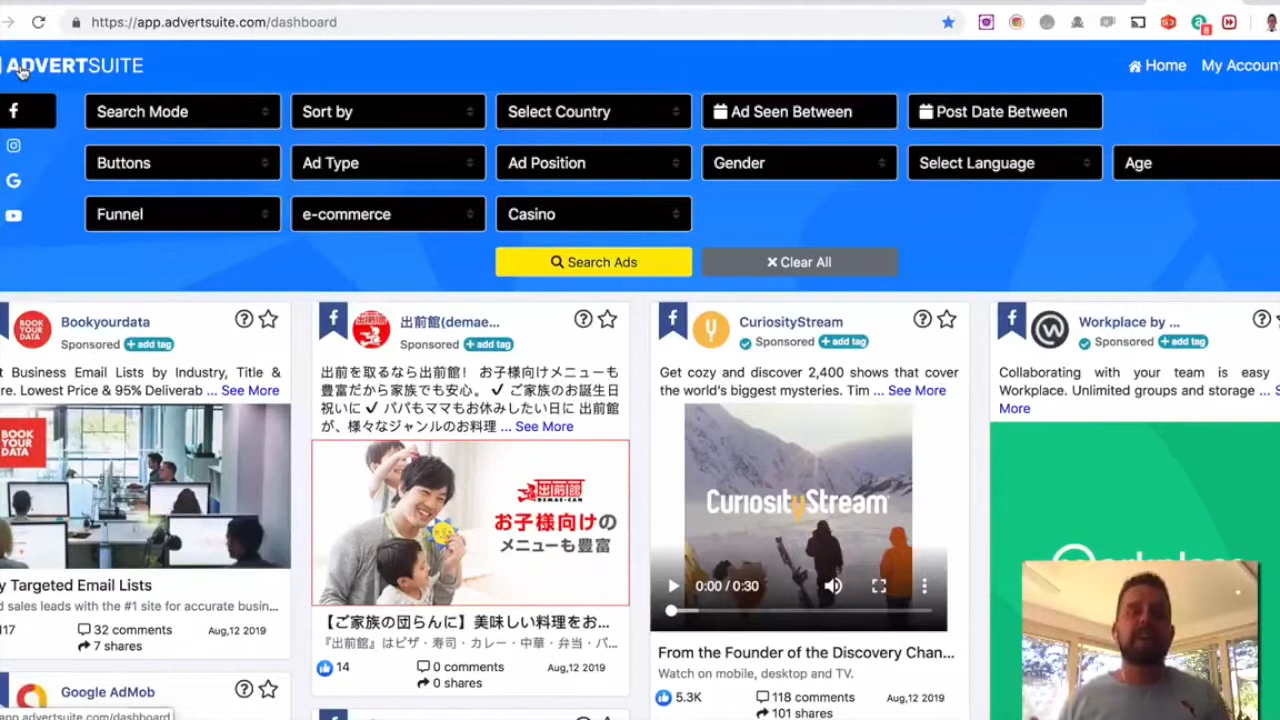 https://app.advertsuite.com/dashboard
8
ADVERTSUITE
Home
My Account
Search Mode
Sort by
Select Country
Ad Seen Between
Post Date Between
Buttons
Ad Type
Ad Position
Gender
Select Language
Age
Funnel
e-commerce
Casino
Search Ads
Clear All
BOOK YOUR DATA
Bookyourdata
Sponsored + add tag
t Business Email Lists by Industry, Title &
re. Lowest Price & 95% Deliverab ... See More
BOOK
YOUR
DATA
y Targeted Email Lists
d sales leads with the #1 site for accurate busin...
117
32 comments
7 shares
Aug,12 2019
Google AdMob
app.advertsuite.com/dashboard
出前館(demae...
Sponsored + add tag
出前を取るなら出前館! お子様向けメニューも
豊富だから家族でも安心。 ✔ ご家族のお誕生日
祝いに ✔ パパもママもお休みしたい日に 出前館
が、様々なジャンルのお料理 ... See More
出前館
DEMAE-CAN
お子様向けの
メニューも豊富
【ご家族の団らんに】美味しい料理をお...
『出前館』はピザ・寿司・カレー・中華・弁当・パ...
14
0 comments
0 shares
Aug,12 2019
CuriosityStream
Sponsored + add tag
Get cozy and discover 2,400 shows that cover
the world's biggest mysteries. Tim ... See More
CuriosityStream
0:00 / 0:30
From the Founder of the Discovery Chan...
Watch on mobile, desktop and TV.
5.3K
118 comments
101 shares
Aug,12 2019
Workplace by ...
Sponsored + add tag
Collaborating with your team is easy
Workplace. Unlimited groups and storage ...
More